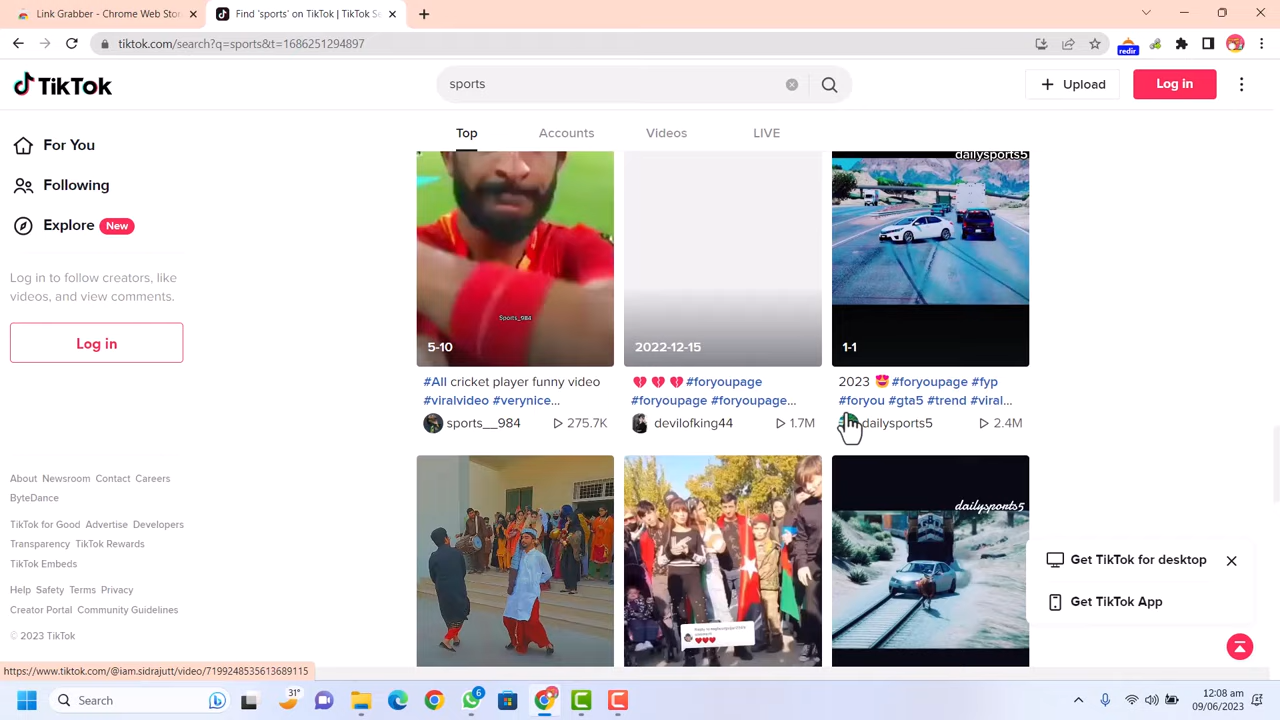 Link Grabber - Chrome Web Stor
Find 'sports' on TikTok | TikTok Se
tiktok.com/search?q=sports&t=1686251294897
redir
TikTok
sports
Upload
Log in
Top
Accounts
Videos
LIVE
For You
Following
Explore New
Log in to follow creators, like
videos, and view comments.
Log in
About Newsroom Contact Careers
ByteDance
TikTok for Good Advertise Developers
Transparency TikTok Rewards
TikTok Embeds
Help Safety Terms Privacy
Creator Portal Community Guidelines
© 2023 TikTok
Sports_984
5-10
2022-12-15
dailysports5
1-1
#All cricket player funny video
#viralvideo #verynice...
sports__984 275.7K
💔 💔 💔 #foryoupage
#foryoupage #foryoupage...
devilofking44 1.7M
2023 🤩 #foryoupage #fyp
#foryou #gta5 #trend #viral...
dailysports5 2.4M
dailysports5
Get TikTok for desktop
Get TikTok App
https://www.tiktok.com/@iam.sidrajutt/video/7199248535613689115
Search
31°
6
12:08 am
09/06/2023